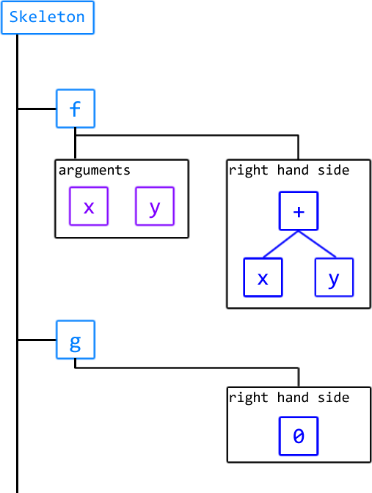 Skeleton
f
arguments
x y
right hand side
+
x y
g
right hand side
0